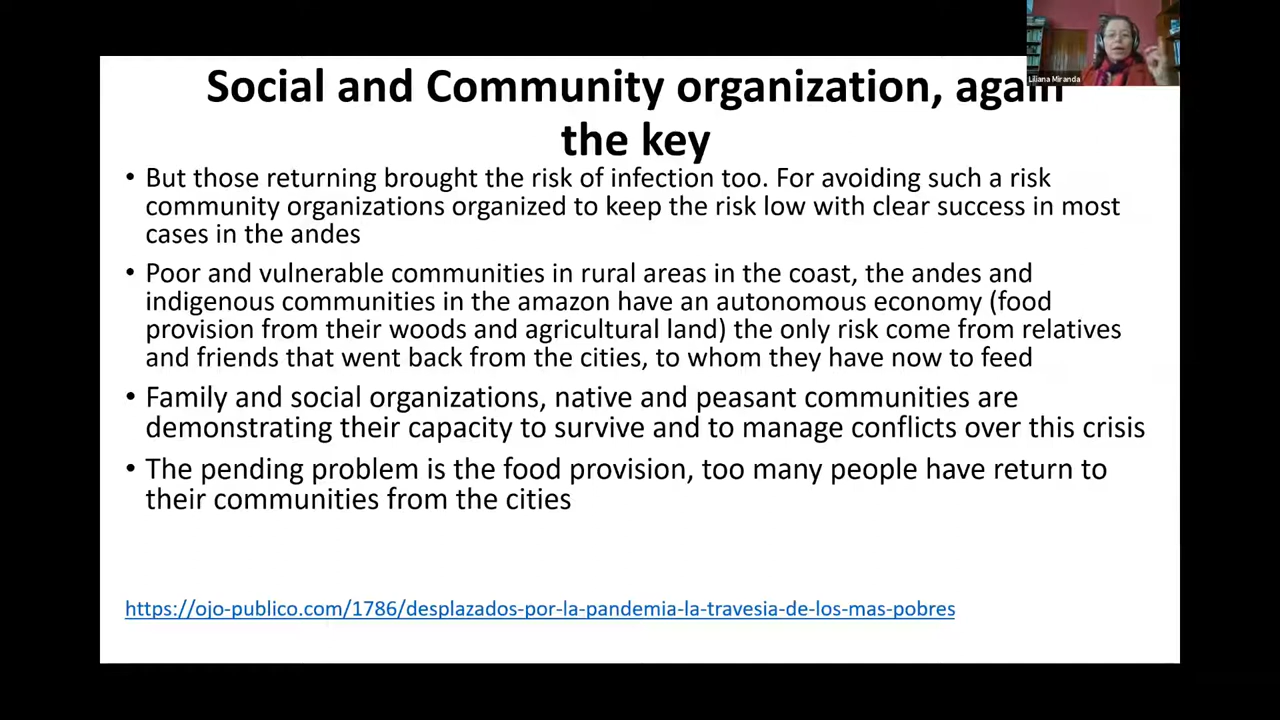 Liliana Miranda
Social and Community organization, again
the key
• But those returning brought the risk of infection too. For avoiding such a risk
community organizations organized to keep the risk low with clear success in most
cases in the andes
• Poor and vulnerable communities in rural areas in the coast, the andes and
indigenous communities in the amazon have an autonomous economy (food
provision from their woods and agricultural land) the only risk come from relatives
and friends that went back from the cities, to whom they have now to feed
• Family and social organizations, native and peasant communities are
demonstrating their capacity to survive and to manage conflicts over this crisis
• The pending problem is the food provision, too many people have return to
their communities from the cities
https://ojo-publico.com/1786/desplazados-por-la-pandemia-la-travesia-de-los-mas-pobres